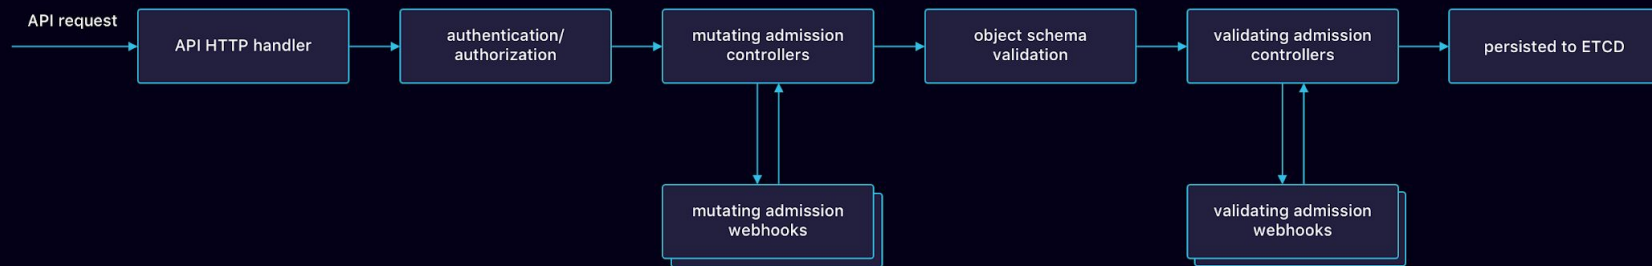 API request
API HTTP handler
authentication/
authorization
mutating admission
controllers
object schema
validation
validating admission
controllers
persisted to ETCD
mutating admission
webhooks
validating admission
webhooks